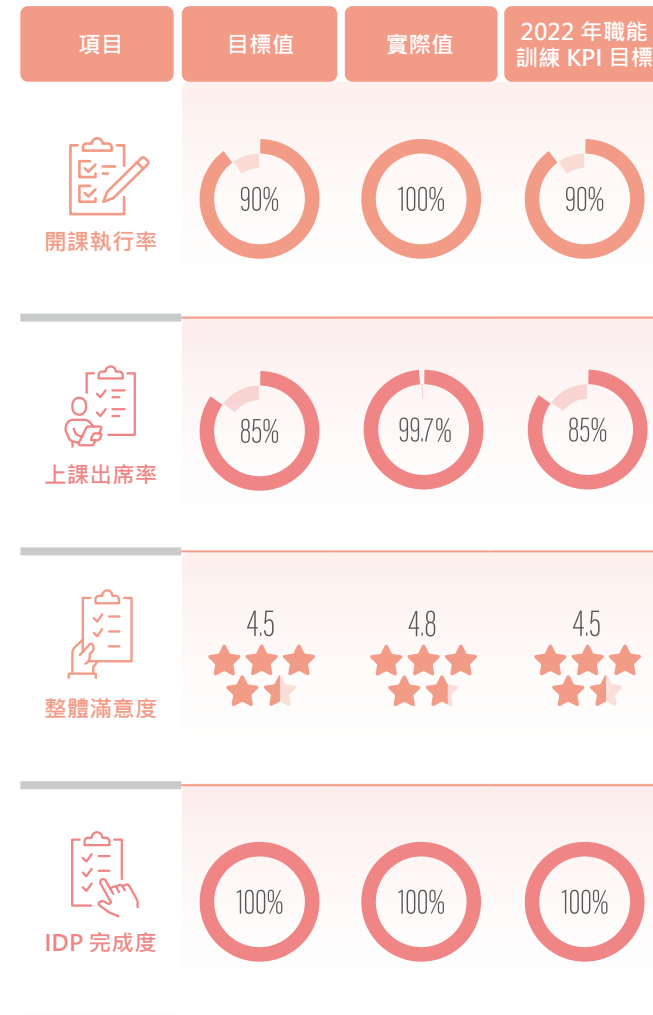 項目
目標值
實際值
2022 年職能
訓練 KPI 目標
開課執行率
90%
100%
90%
上課出席率
85%
99.7%
85%
整體滿意度
4.5
4.8
4.5
IDP 完成度
100%
100%
100%